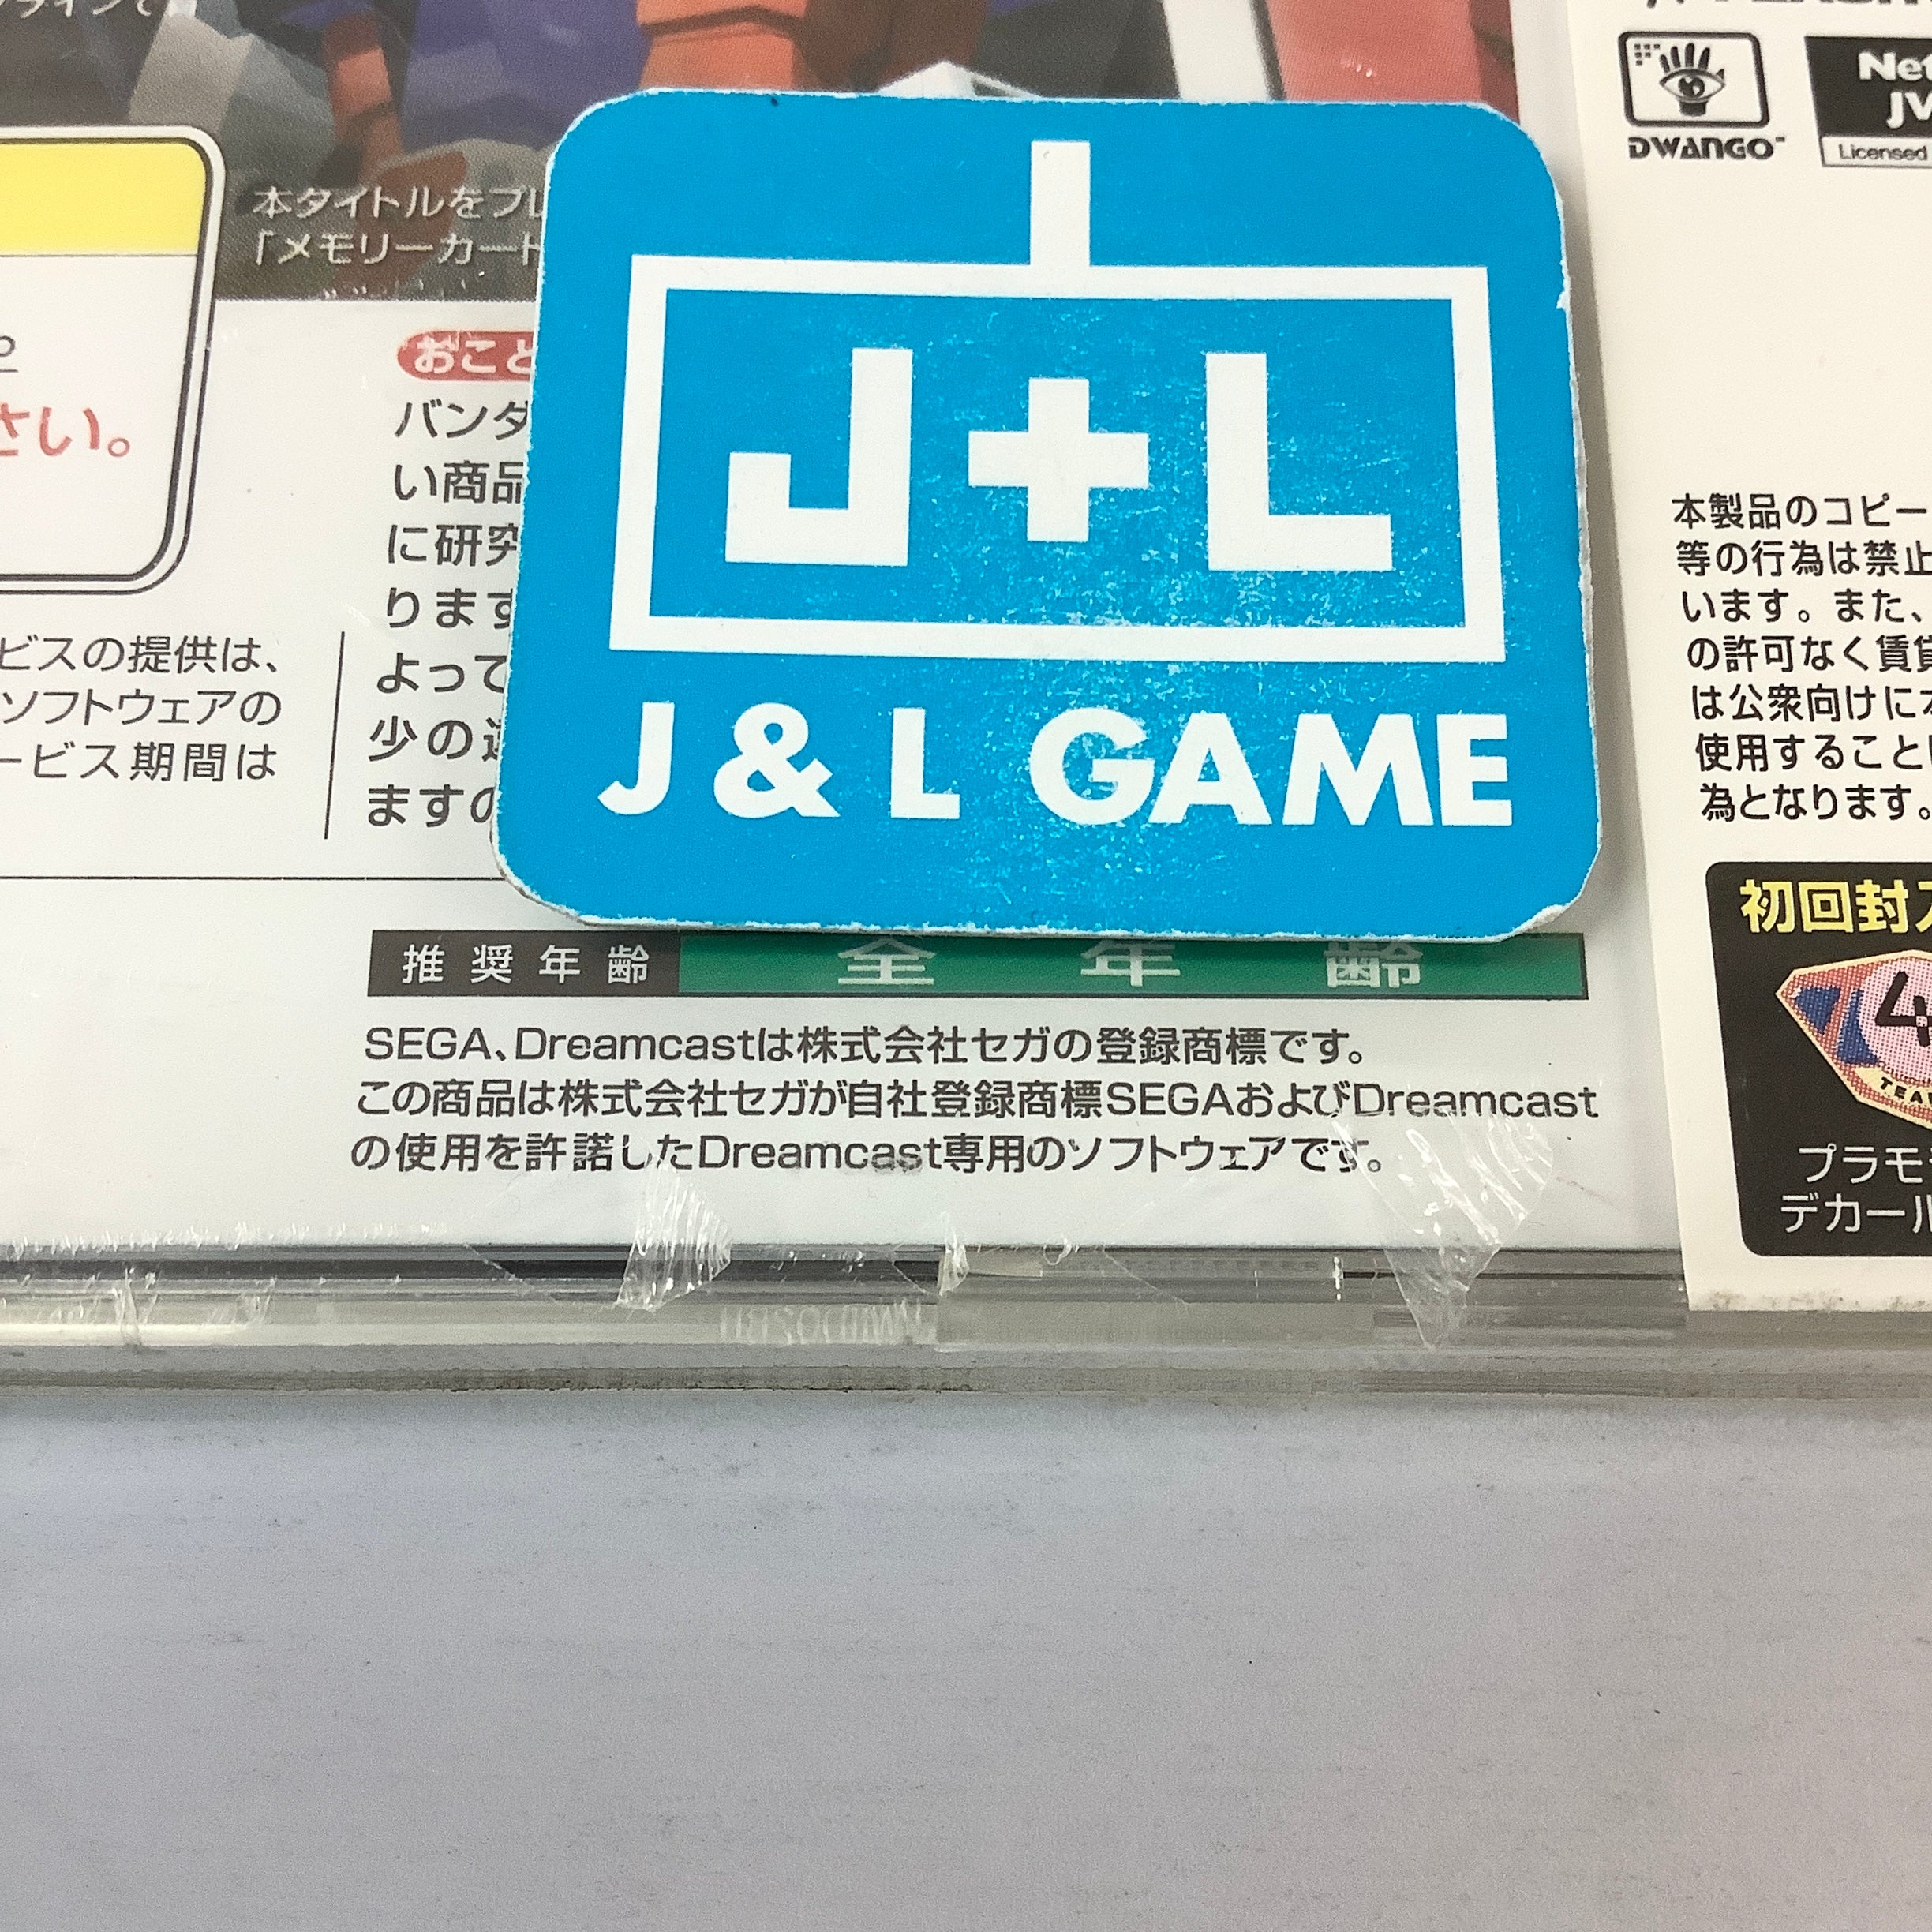 ラインで
本タイトルをプレ
「メモリーカード
さい。
ビスの提供は、
ソフトウェアの
ービス期間は
おこと
バンダ
い商品
に研究
ります
よって
少の
ますの
J+L
J & L GAME
推奨年齢 全年齢
SEGA、Dreamcastは株式会社セガの登録商標です。
この商品は株式会社セガが自社登録商標SEGAおよびDreamcast
の使用を許諾したDreamcast専用のソフトウェアです。
DWANGO
Net
JV
Licensed
本製品のコピー
等の行為は禁止
います。また、
の許可なく賃貸
は公衆向けに本
使用すること
為となります。
初回封入
4
TEA
プラモ
デカール